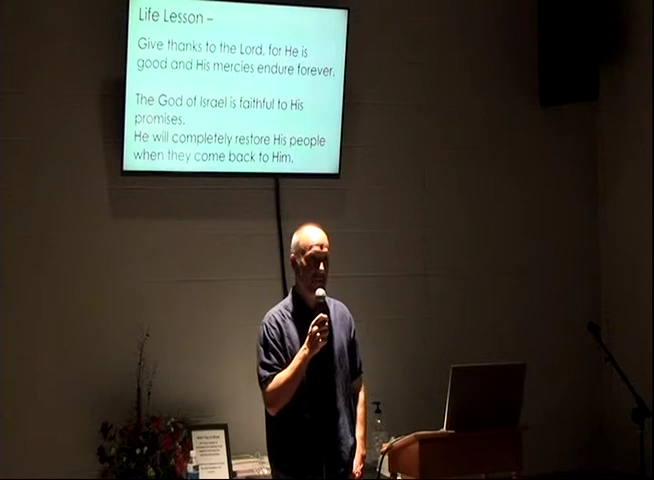 Life Lesson –
Give thanks to the Lord, for He is
good and His mercies endure forever.
The God of Israel is faithful to His
promises.
He will completely restore His people
when they come back to Him.